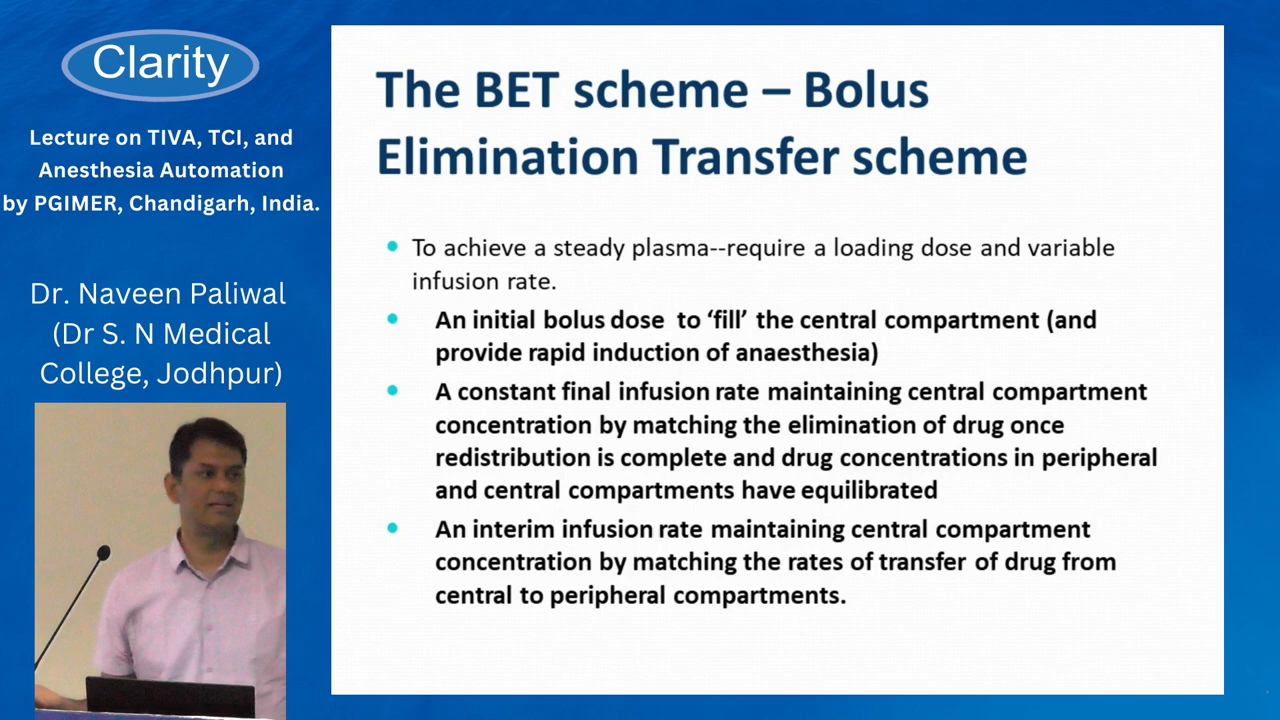 Clarity
Lecture on TIVA, TCI, and
Anesthesia Automation
by PGIMER, Chandigarh, India.
Dr. Naveen Paliwal
(Dr S. N Medical
College, Jodhpur)
The BET scheme – Bolus
Elimination Transfer scheme
To achieve a steady plasma--require a loading dose and variable
infusion rate.
An initial bolus dose to ‘fill’ the central compartment (and
provide rapid induction of anaesthesia)
A constant final infusion rate maintaining central compartment
concentration by matching the elimination of drug once
redistribution is complete and drug concentrations in peripheral
and central compartments have equilibrated
An interim infusion rate maintaining central compartment
concentration by matching the rates of transfer of drug from
central to peripheral compartments.